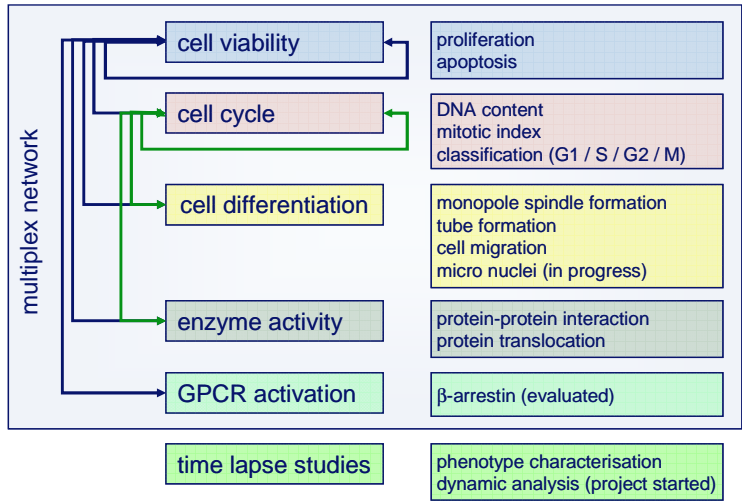 multiplex network
cell viability
proliferation
apoptosis
cell cycle
DNA content
mitotic index
classification (G1 / S / G2 / M)
cell differentiation
monopole spindle formation
tube formation
cell migration
micro nuclei (in progress)
enzyme activity
protein-protein interaction
protein translocation
GPCR activation
β-arrestin (evaluated)
time lapse studies
phenotype characterisation
dynamic analysis (project started)